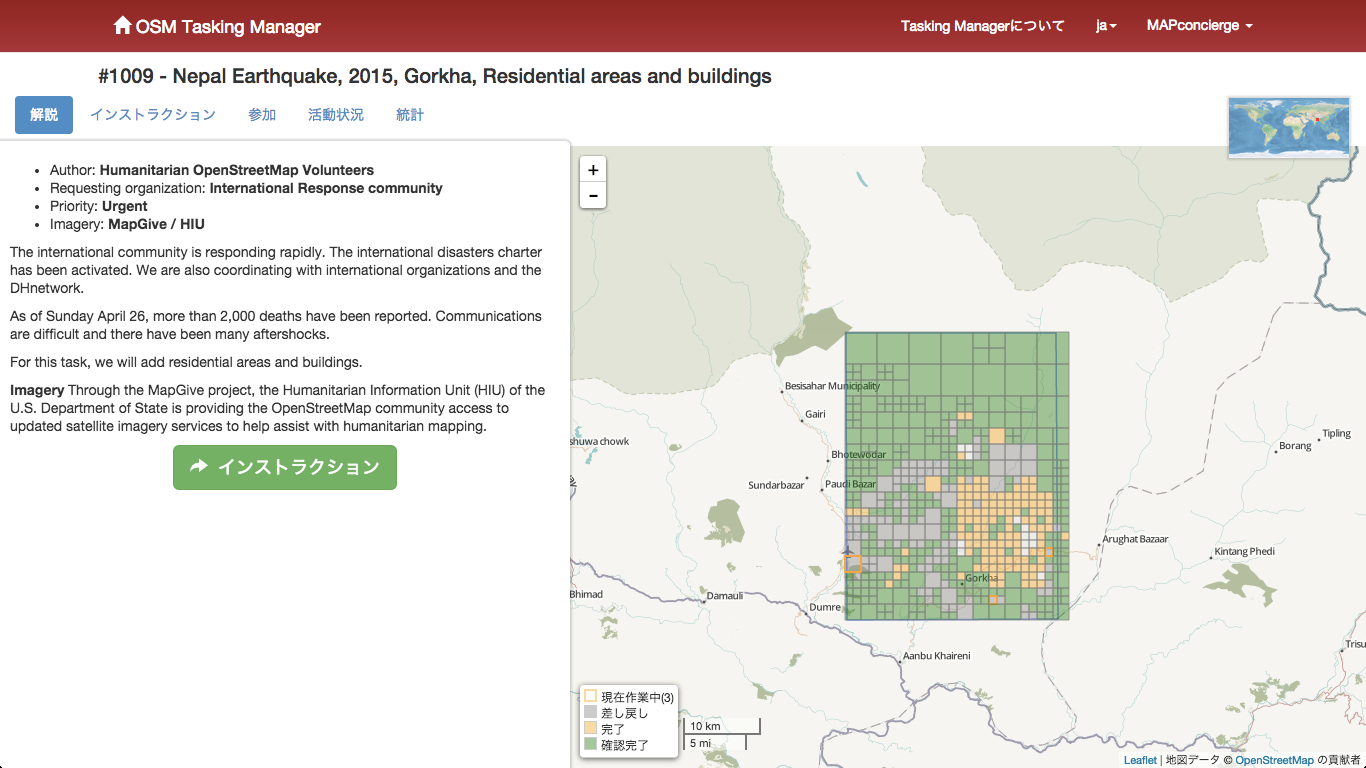 OSM Tasking Manager
Tasking Managerについて
ja
MAPconcierge
#1009 - Nepal Earthquake, 2015, Gorkha, Residential areas and buildings
解説
インストラクション
参加
活動状況
統計
Author: Humanitarian OpenStreetMap Volunteers
Requesting organization: International Response community
Priority: Urgent
Imagery: MapGive / HIU
The international community is responding rapidly. The international disasters charter
has been activated. We are also coordinating with international organizations and the
DHnetwork.
As of Sunday April 26, more than 2,000 deaths have been reported. Communications
are difficult and there have been many aftershocks.
For this task, we will add residential areas and buildings.
Imagery Through the MapGive project, the Humanitarian Information Unit (HIU) of the
U.S. Department of State is providing the OpenStreetMap community access to
updated satellite imagery services to help assist with humanitarian mapping.
インストラクション
+
-
Besisahar Municipality
Gairi
shuwa chowk
Bhotewodar
Sundarbazar
Paudi Bazar
Tipling
Borang
Arughat Bazaar
Kintang Phedi
Gorkha
Bhimad
Damauli
Dumre
Aanbu Khaireni
Trisu
現在作業中(3)
差し戻し
完了
確認完了
10 km
5 mi
Leaflet | 地図データ © OpenStreetMap の貢献者